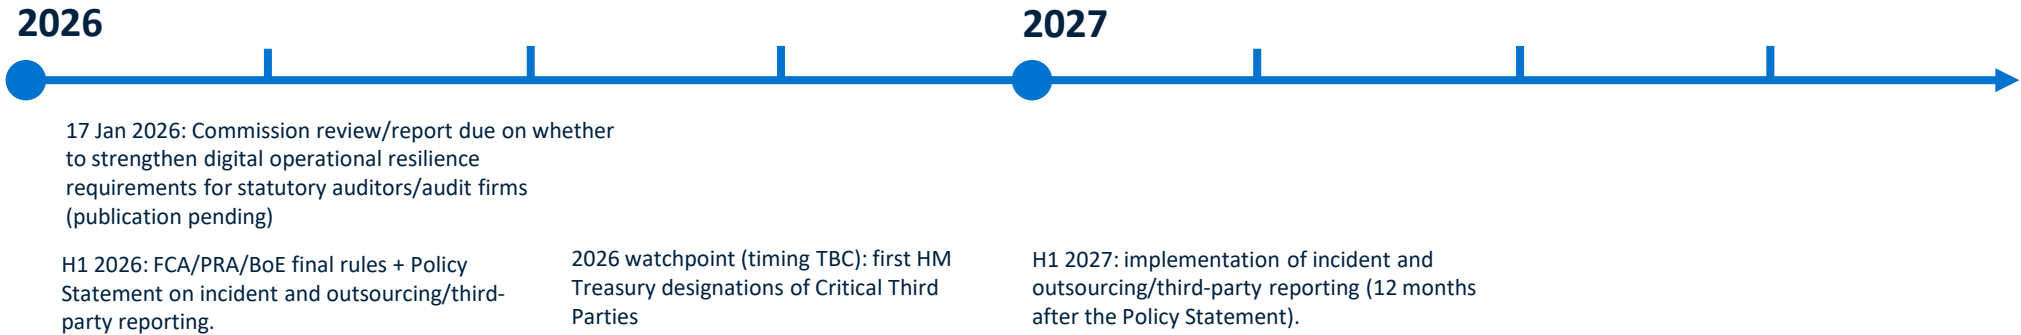 2026
2027
17 Jan 2026: Commission review/report due on whether
to strengthen digital operational resilience
requirements for statutory auditors/audit firms
(publication pending)
H1 2026: FCA/PRA/BoE final rules + Policy
Statement on incident and outsourcing/third-
party reporting.
2026 watchpoint (timing TBC): first HM
Treasury designations of Critical Third
Parties
H1 2027: implementation of incident and
outsourcing/third-party reporting (12 months
after the Policy Statement).